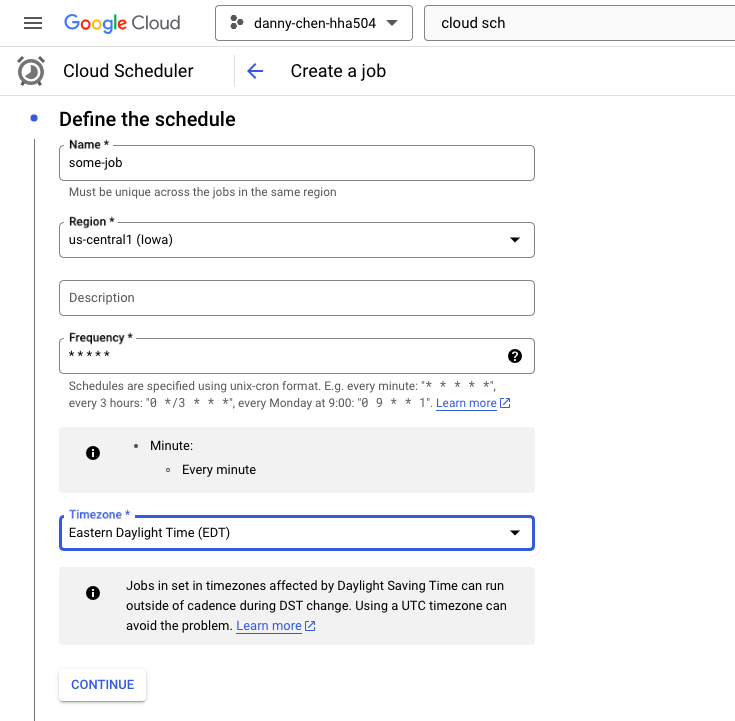 Google Cloud
danny-chen-hha504
cloud sch
Cloud Scheduler
Create a job
Define the schedule
Name *
some-job
Must be unique across the jobs in the same region
Region *
us-central1 (Iowa)
Description
Frequency *
* * * * *
Schedules are specified using unix-cron format. E.g. every minute: "* * * * *",
every 3 hours: "0 */3 * * *", every Monday at 9:00: "0 9 * * 1". Learn more
Minute:
Every minute
Timezone *
Eastern Daylight Time (EDT)
Jobs in set in timezones affected by Daylight Saving Time can run
outside of cadence during DST change. Using a UTC timezone can
avoid the problem. Learn more
CONTINUE